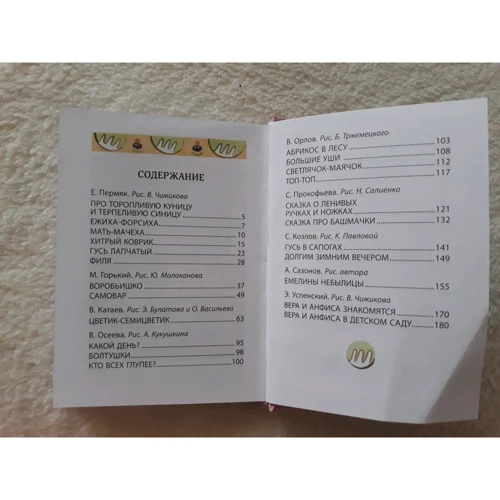 СОДЕРЖАНИЕ
Е. Пермяк. Рис. В. Чижикова
ПРО ТОРОПЛИВУЮ КУНИЦУ
И ТЕРПЕЛИВУЮ СИНИЦУ 5
ЕЖИХА-ФОРСИХА 7
МАТЬ-МАЧЕХА 10
ХИТРЫЙ КОВРИК 15
ГУСЬ ЛАПЧАТЫЙ 23
ФИЛЯ 28
М. Горький. Рис. Ю. Молоканова
ВОРОБЬИШКО 37
САМОВАР 49
В. Катаев. Рис. Э. Булатова и О. Васильева
ЦВЕТИК-СЕМИЦВЕТИК 63
В. Осеева. Рис. А. Кукушкина
КАКОЙ ДЕНЬ? 95
БОЛТУШКИ 98
КТО ВСЕХ ГЛУПЕЕ? 100
В. Орлов. Рис. Б. Тржемецкого
АБРИКОС В ЛЕСУ 103
БОЛЬШИЕ УШИ 108
СВЕТЛЯЧОК-МАЯЧОК 112
ТОП-ТОП 117
С. Прокофьева. Рис. Н. Салиенко
СКАЗКА О ЛЕНИВЫХ
РУЧКАХ И НОЖКАХ 121
СКАЗКА ПРО БАШМАЧКИ 132
С. Козлов. Рис. К. Павловой
ГУСЬ В САПОГАХ 141
ДОЛГИМ ЗИМНИМ ВЕЧЕРОМ 149
А. Сазонов. Рис. автора
ЕМЕЛИНЫ НЕБЫЛИЦЫ 155
Э. Успенский. Рис. В. Чижикова
ВЕРА И АНФИСА ЗНАКОМЯТСЯ 170
ВЕРА И АНФИСА В ДЕТСКОМ САДУ 180